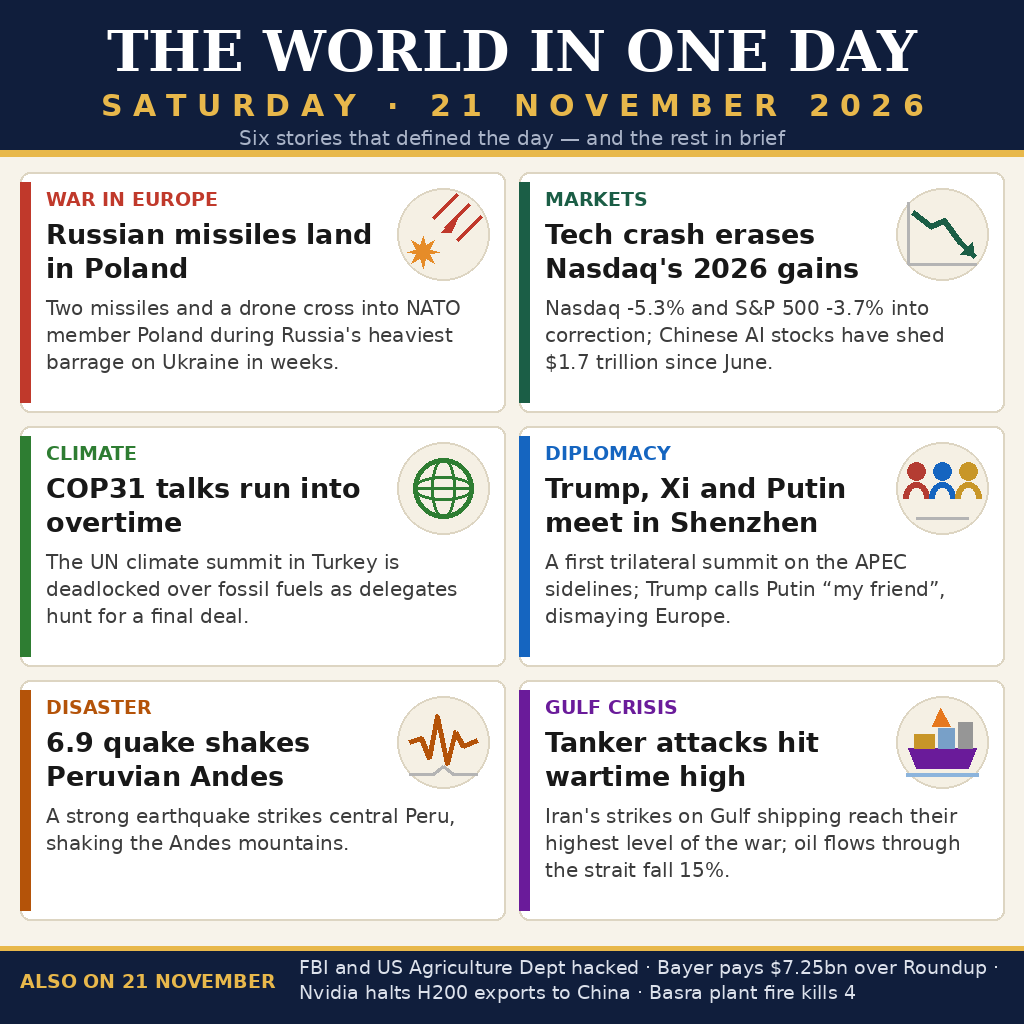 THE WORLD IN ONE DAY
SATURDAY · 21 NOVEMBER 2026
Six stories that defined the day — and the rest in brief
WAR IN EUROPE
Russian missiles land
in Poland
Two missiles and a drone cross into NATO
member Poland during Russia's heaviest
barrage on Ukraine in weeks.
MARKETS
Tech crash erases
Nasdaq's 2026 gains
Nasdaq -5.3% and S&P 500 -3.7% into
correction; Chinese AI stocks have shed
$1.7 trillion since June.
CLIMATE
COP31 talks run into
overtime
The UN climate summit in Turkey is
deadlocked over fossil fuels as delegates
hunt for a final deal.
DIPLOMACY
Trump, Xi and Putin
meet in Shenzhen
A first trilateral summit on the APEC
sidelines; Trump calls Putin “my friend”,
dismaying Europe.
DISASTER
6.9 quake shakes
Peruvian Andes
A strong earthquake strikes central Peru,
shaking the Andes mountains.
GULF CRISIS
Tanker attacks hit
wartime high
Iran's strikes on Gulf shipping reach their
highest level of the war; oil flows through
the strait fall 15%.
ALSO ON 21 NOVEMBER
FBI and US Agriculture Dept hacked · Bayer pays $7.25bn over Roundup ·
Nvidia halts H200 exports to China · Basra plant fire kills 4